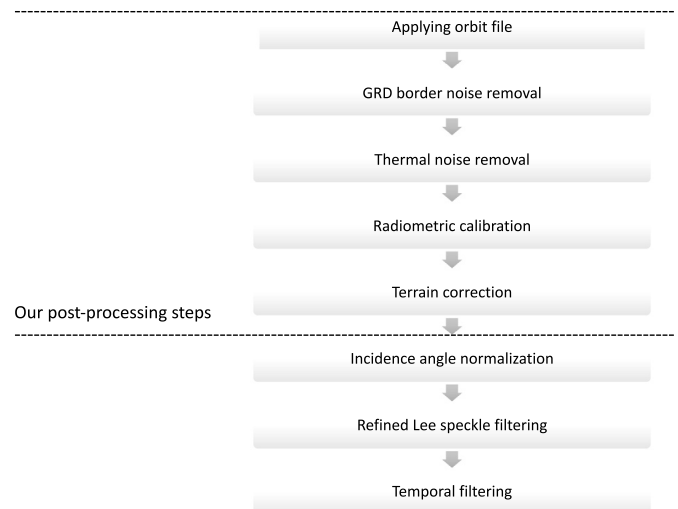 Applying orbit file
GRD border noise removal
Thermal noise removal
Radiometric calibration
Terrain correction
Our post-processing steps
Incidence angle normalization
Refined Lee speckle filtering
Temporal filtering